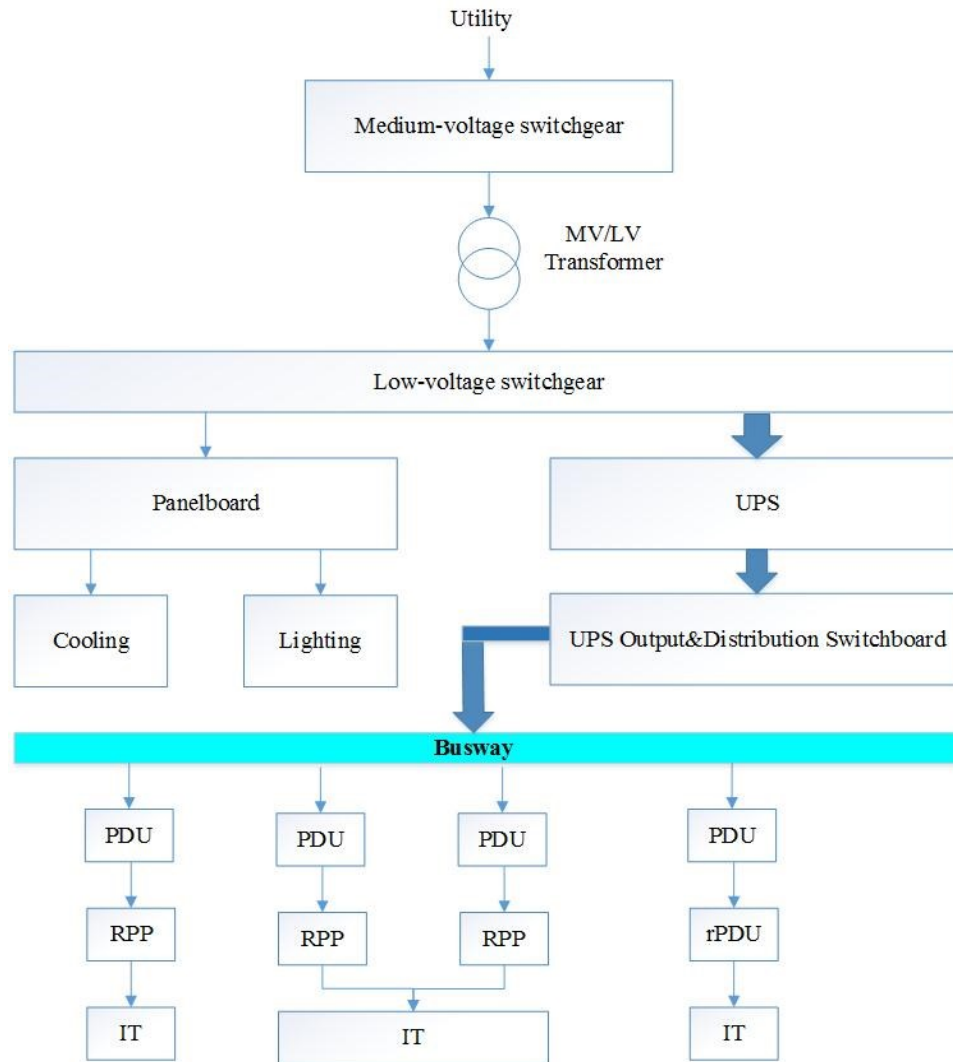 Utility
Medium-voltage switchgear
MV/LV
Transformer
Low-voltage switchgear
Panelboard
UPS
Cooling
Lighting
UPS Output&Distribution Switchboard
Busway
PDU
PDU
PDU
PDU
RPP
RPP
RPP
rPDU
IT
IT
IT